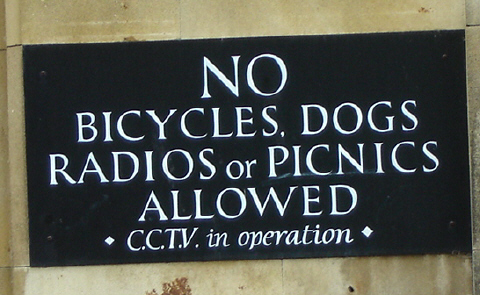 NO
BICYCLES, DOGS
RADIOS or PICNICS
ALLOWED
• C.C.T.V. in operation •